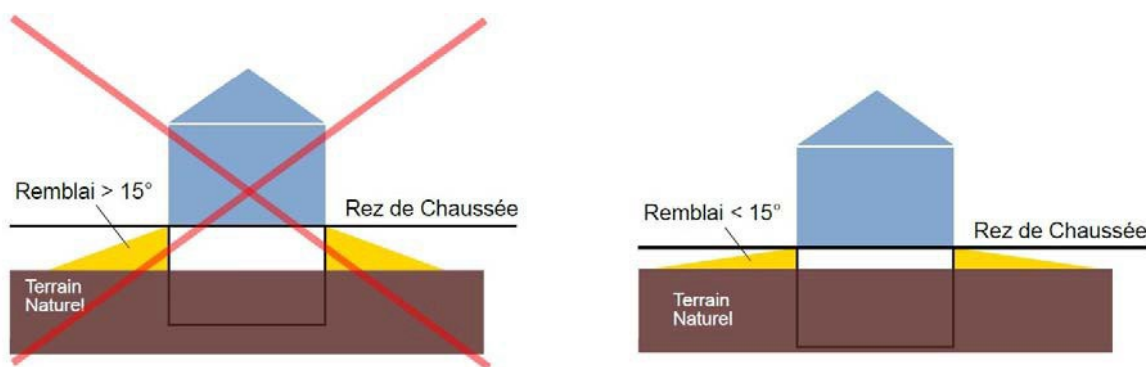 Remblai > 15°
Rez de Chaussée
Terrain
Naturel
Remblai < 15°
Rez de Chaussée
Terrain
Naturel